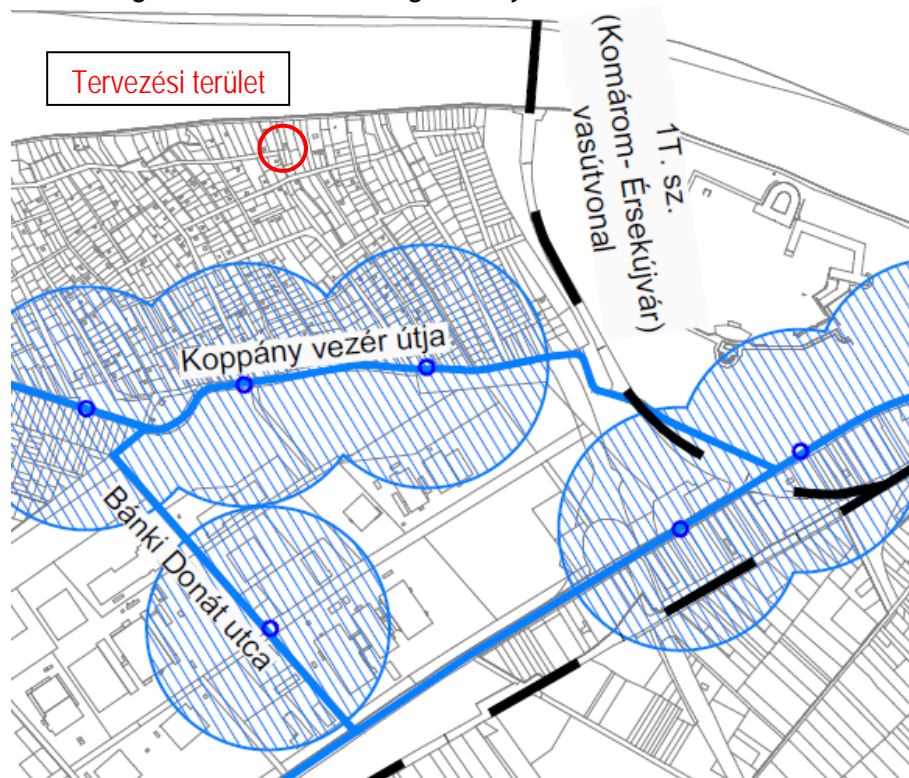 Tervezési terület
1T. sz.
(Komárom- Érsekújvár)
vasútvonal
Koppány vezér útja
Bánki Donát utca